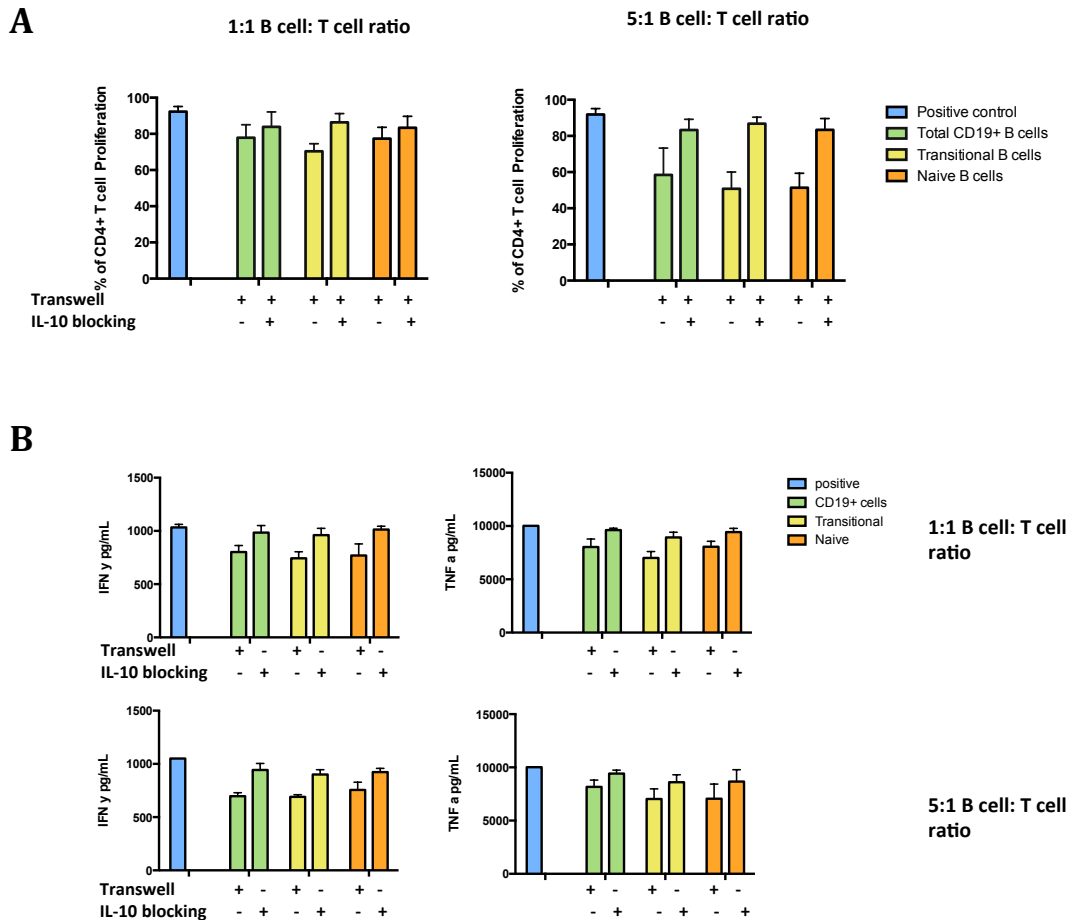 A
1:1 B cell: T cell ratio
5:1 B cell: T cell ratio
% of CD4+ T cell Proliferation
100
80
60
40
20
0
Transwell + + + + + +
IL-10 blocking - + - + - +
% of CD4+ T cell Proliferation
100
80
60
40
20
0
+ + + + + +
- + - + - +
Positive control
Total CD19+ B cells
Transitional B cells
Naive B cells
B
IFN y pg/mL
1500
1000
500
0
Transwell + - + - + -
IL-10 blocking - + - + - +
TNF a pg/mL
15000
10000
5000
0
+ - + - + -
- + - + - +
positive
CD19+ cells
Transitional
Naive
1:1 B cell: T cell
ratio
IFN y pg/mL
1500
1000
500
0
Transwell + - + - + -
IL-10 blocking - + - + - +
TNF a pg/mL
15000
10000
5000
0
+ - + - + -
- + - + - +
5:1 B cell: T cell
ratio